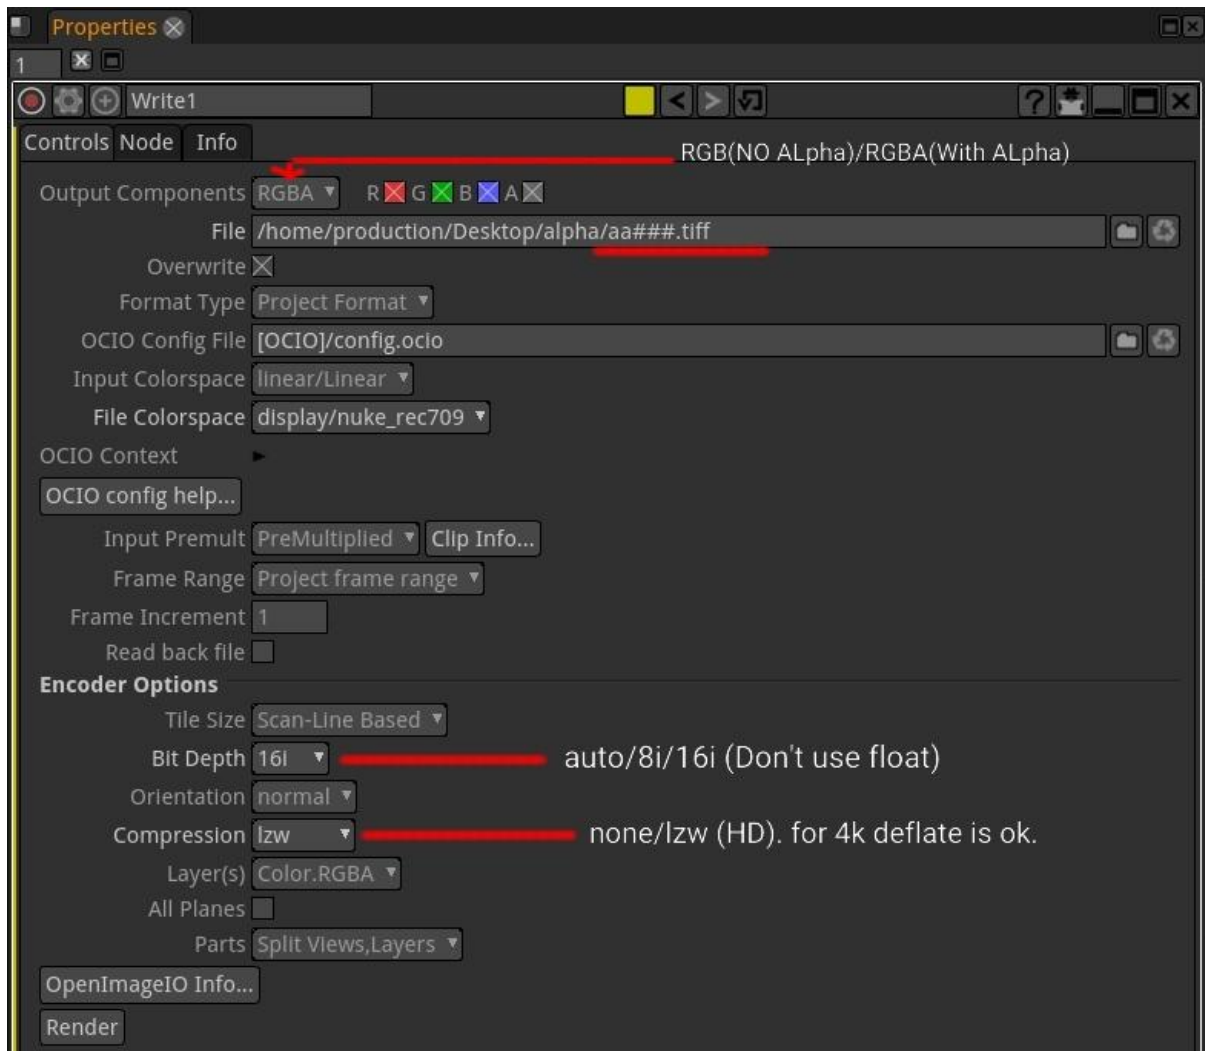 Properties
1
Write1
Controls Node Info
RGB(NO ALpha)/RGBA(With ALpha)
Output Components RGBA R G B A
File /home/production/Desktop/alpha/aa###.tiff
Overwrite
Format Type Project Format
OCIO Config File [OCIO]/config.ocio
Input Colorspace linear/Linear
File Colorspace display/nuke_rec709
OCIO Context
OCIO config help...
Input Premult PreMultiplied Clip Info...
Frame Range Project frame range
Frame Increment 1
Read back file
Encoder Options
Tile Size Scan-Line Based
Bit Depth 16i auto/8i/16i (Don't use float)
Orientation normal
Compression lzw none/lzw (HD). for 4k deflate is ok.
Layer(s) Color.RGBA
All Planes
Parts Split Views,Layers
OpenImageIO Info...
Render